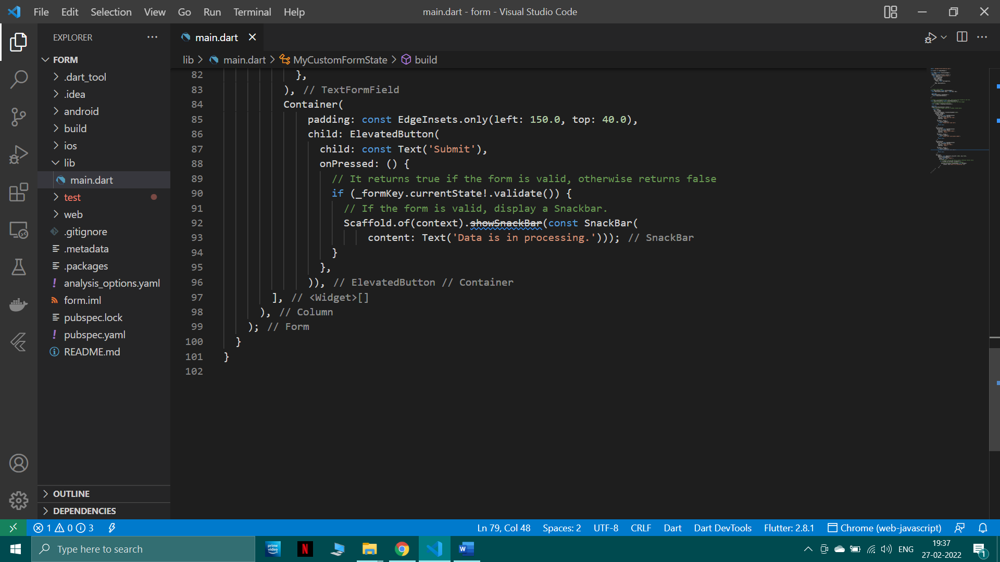 File Edit Selection View Go Run Terminal Help
main.dart - form - Visual Studio Code
EXPLORER
main.dart
FORM
lib > main.dart > MyCustomFormState > build
.dart_tool
.idea
android
build
ios
lib
main.dart
test
web
.gitignore
.metadata
.packages
analysis_options.yaml
form.iml
pubspec.lock
pubspec.yaml
README.md
OUTLINE
DEPENDENCIES
82 },
83 ), // TextFormField
84 Container(
85 padding: const EdgeInsets.only(left: 150.0, top: 40.0),
86 child: ElevatedButton(
87 child: const Text('Submit'),
88 onPressed: () {
89 // It returns true if the form is valid, otherwise returns false
90 if (_formKey.currentState!.validate()) {
91 // If the form is valid, display a Snackbar.
92 Scaffold.of(context).showSnackBar(const SnackBar(
93 content: Text('Data is in processing.'))); // SnackBar
94 }
95 },
96 )), // ElevatedButton // Container
97 ], // <Widget>[]
98 ), // Column
99 ); // Form
100 }
101 }
102
1 0 3
Ln 79, Col 48 Spaces: 2 UTF-8 CRLF Dart Dart DevTools Flutter: 2.8.1 Chrome (web-javascript)
Type here to search
prime video
N
W
ENG
19:37
27-02-2022
1